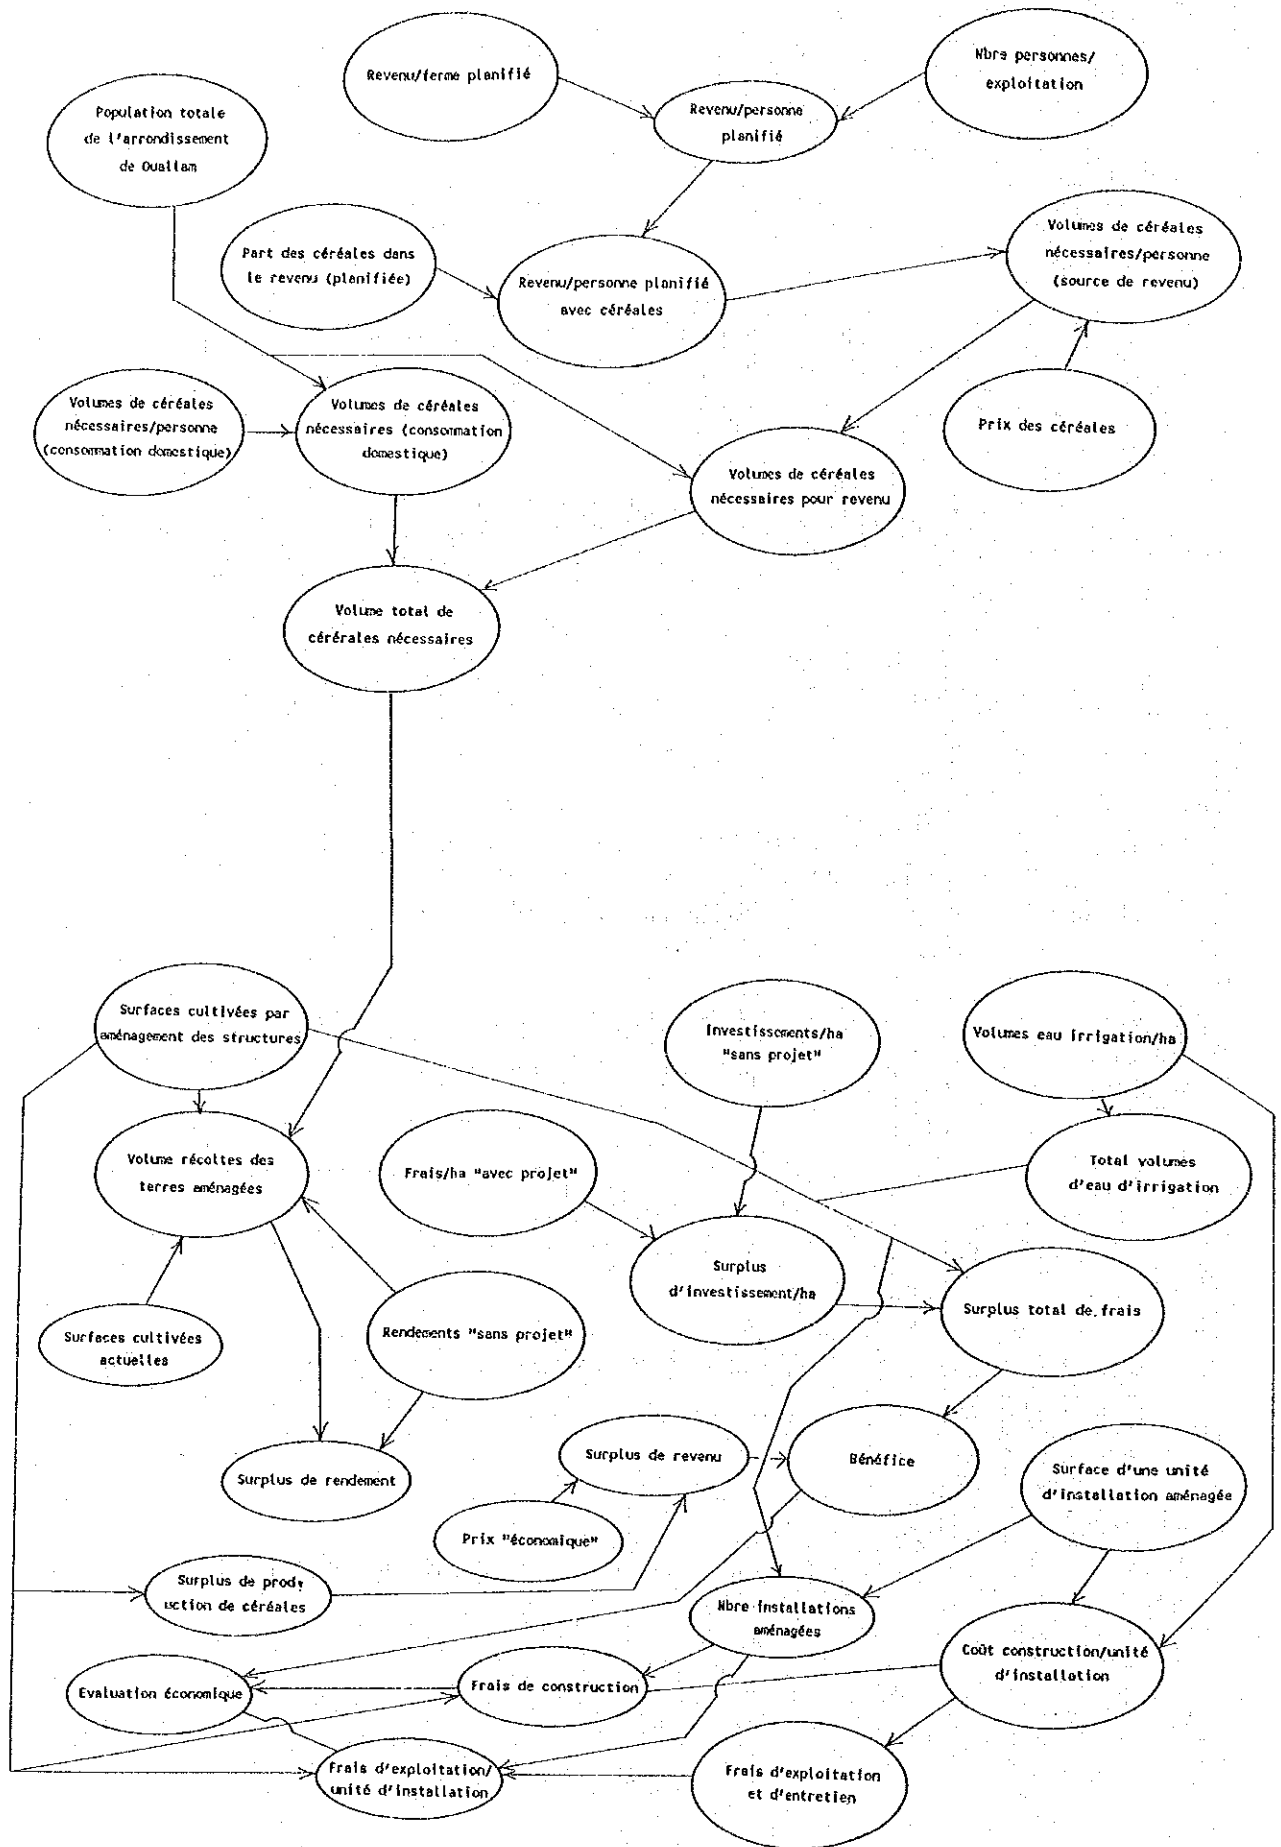 Revenu/ferme planifié
Nbre personnes/
exploitation
Population totale
de l'arrondissement
de Ouallam
Revenu/personne
planifié
Part des céréales dans
le revenu (planifiée)
Revenu/personne planifié
avec céréales
Volumes de céréales
nécessaires/personne
(source de revenu)
Volumes de céréales
nécessaires/personne
(consommation domestique)
Volumes de céréales
nécessaires (consommation
domestique)
Prix des céréales
Volumes de céréales
nécessaires pour revenu
Volume total de
cérérales nécessaires
Surfaces cultivées par
aménagement des structures
Investissements/ha
"sans projet"
Volumes eau irrigation/ha
Volume récoltes des
terres aménagées
Frais/ha "avec projet"
Total volumes
d'eau d'irrigation
Surplus
d'investissement/ha
Surplus total de frais
Surfaces cultivées
actuelles
Rendements "sans projet"
Surplus de rendement
Surplus de revenu
Bénéfice
Surface d'une unité
d'installation aménagée
Prix "économique"
Surplus de prod,
uction de céréales
Nbre installations
aménagées
Coût construction/unité
d'installation
Evaluation économique
Frais de construction
Frais d'exploitation/
unité d'installation
Frais d'exploitation
et d'entretien